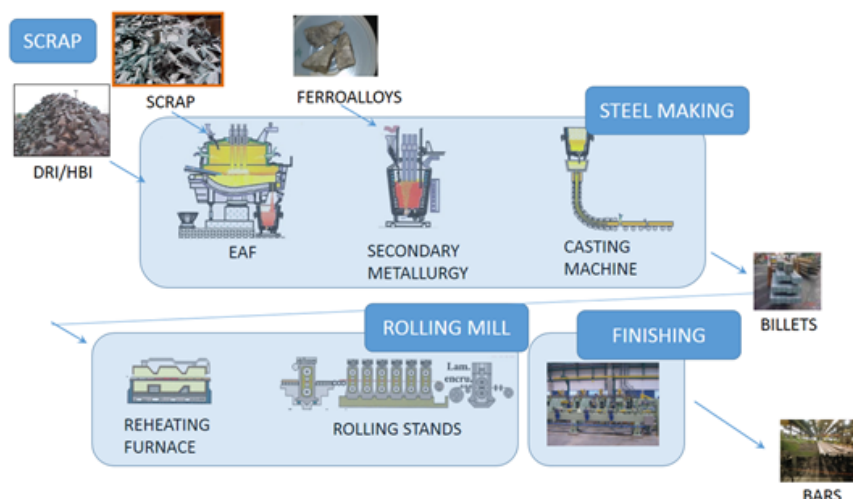 SCRAP
SCRAP
FERROALLOYS
STEEL MAKING
DRI/HBI
EAF
SECONDARY
METALLURGY
CASTING
MACHINE
BILLETS
ROLLING MILL
FINISHING
Lam.
encru.
REHEATING
FURNACE
ROLLING STANDS
BARS